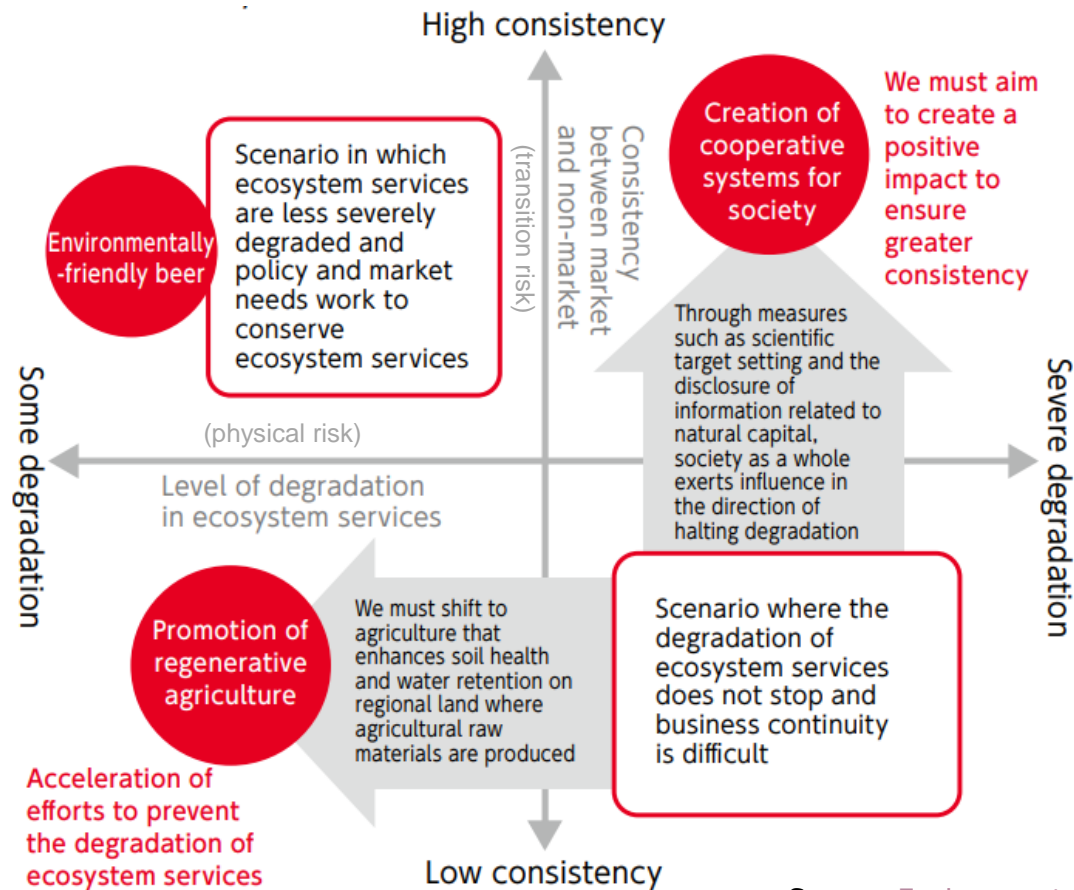 High consistency
Consistency
between market
and non-market
(transition risk)
Creation of
cooperative
systems for
society
We must aim
to create a
positive
impact to
ensure
greater
consistency
Environmentally
-friendly beer
Scenario in which
ecosystem services
are less severely
degraded and
policy and market
needs work to
conserve
ecosystem services
Through measures
such as scientific
target setting and the
disclosure of
information related to
natural capital,
society as a whole
exerts influence in
the direction of
halting degradation
Some degradation
(physical risk)
Level of degradation
in ecosystem services
Severe degradation
Promotion of
regenerative
agriculture
We must shift to
agriculture that
enhances soil health
and water retention on
regional land where
agricultural raw
materials are produced
Scenario where the
degradation of
ecosystem services
does not stop and
business continuity
is difficult
Acceleration of
efforts to prevent
the degradation of
ecosystem services
Low consistency